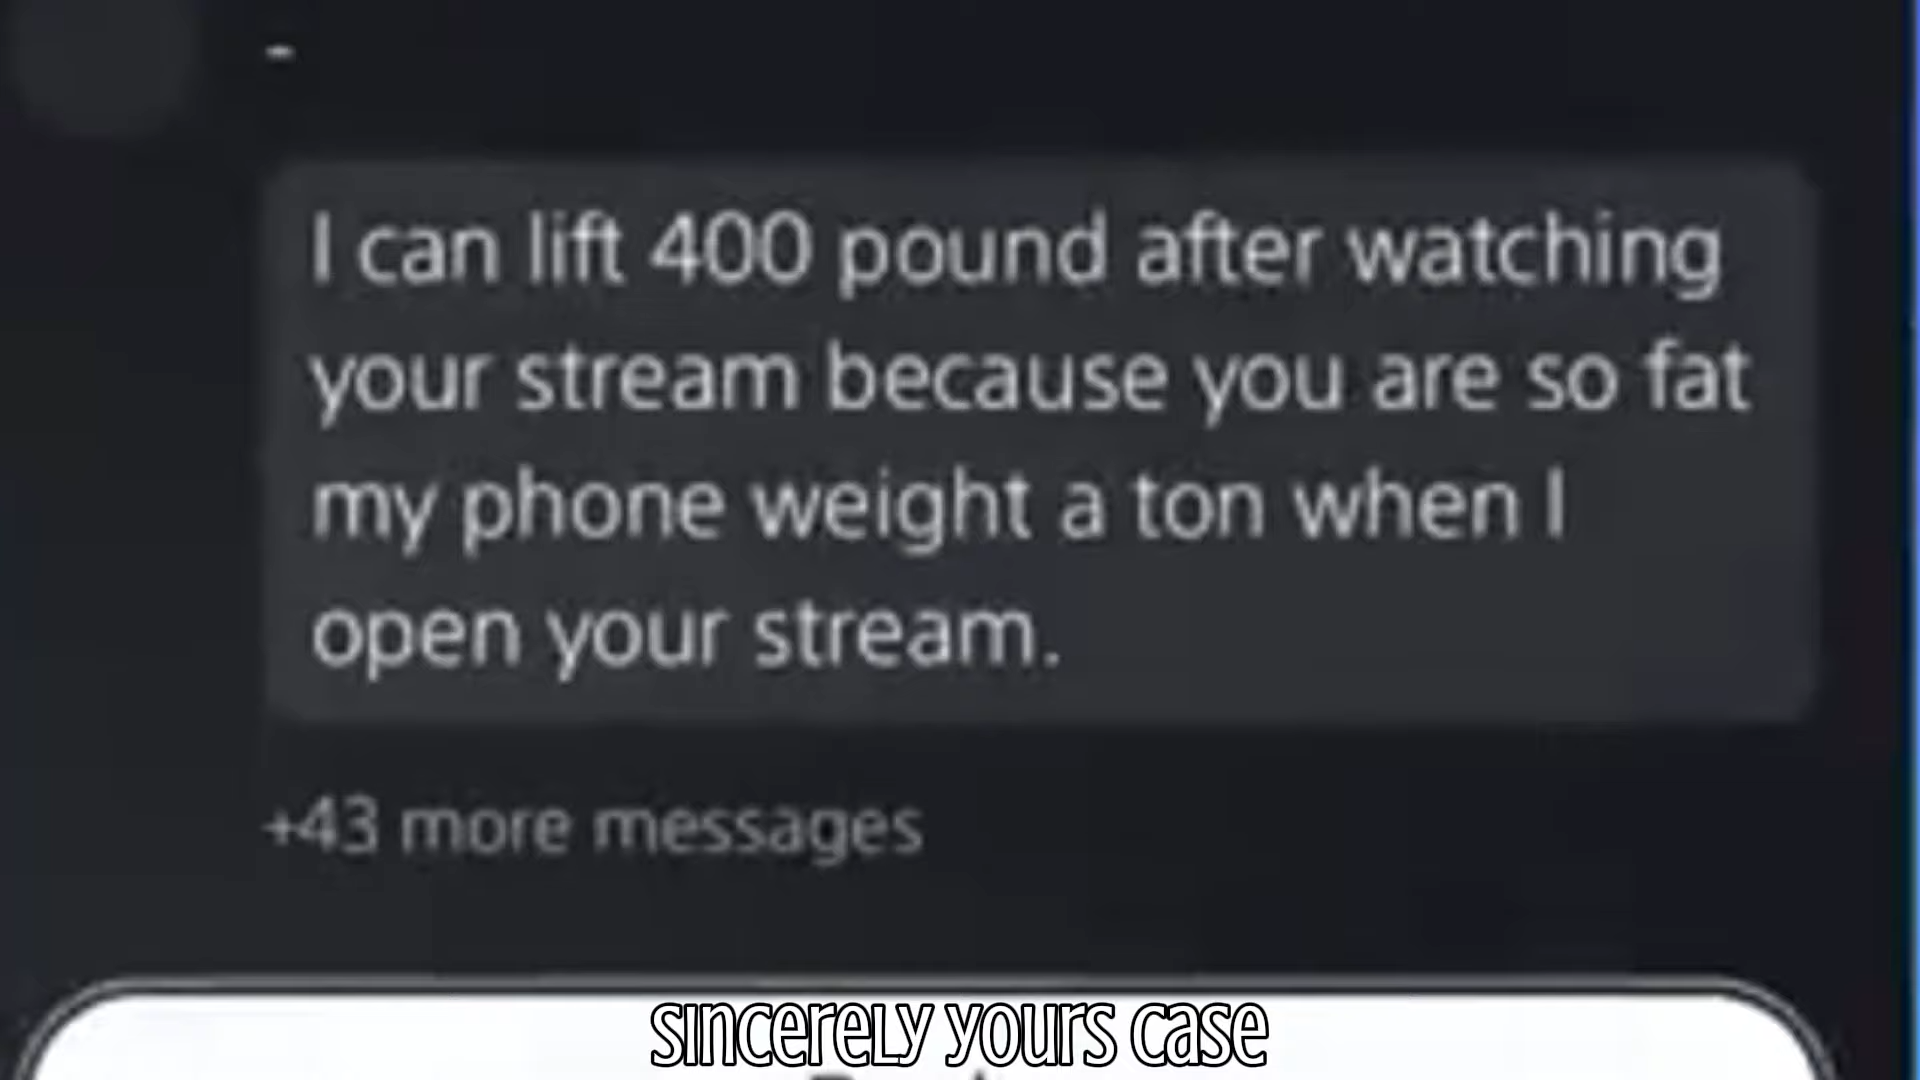 -
I can lift 400 pound after watching
your stream because you are so fat
my phone weight a ton when I
open your stream.
+43 more messages
sincerely yours case